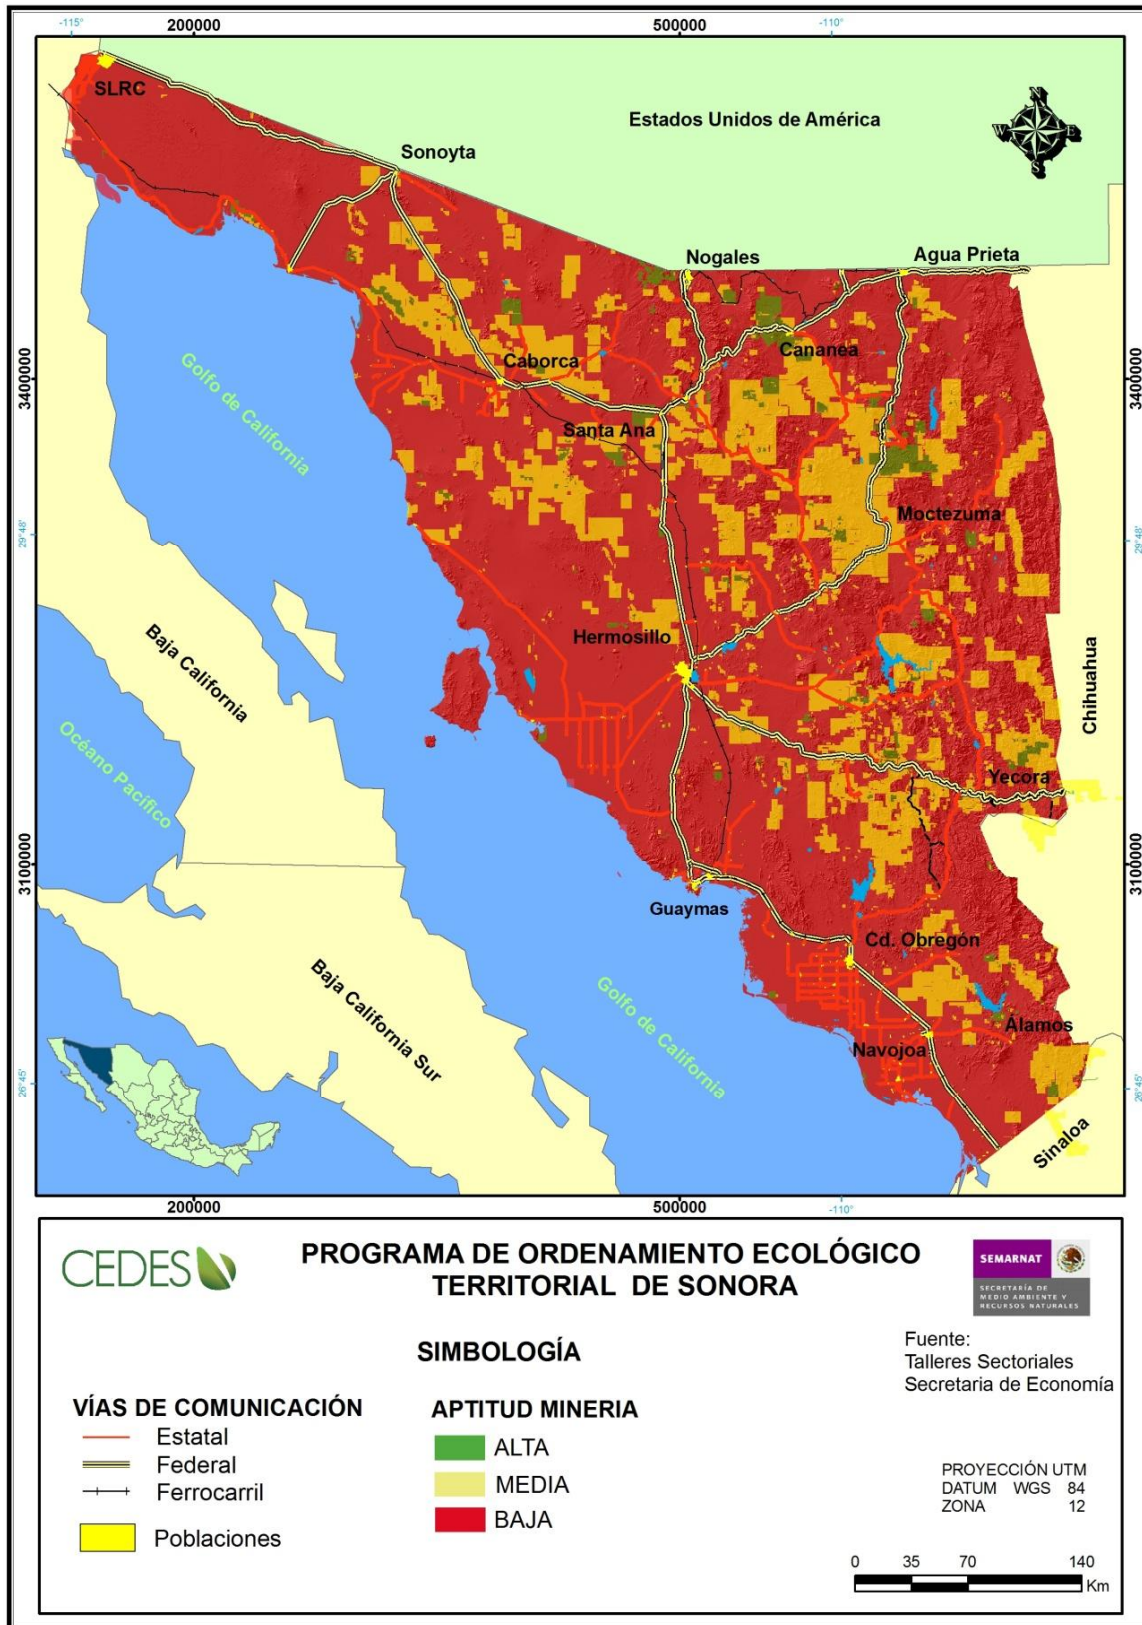 -115°
200000
500000
-110°
N
W
E
S
SLRC
Estados Unidos de América
Sonoyta
Nogales
Agua Prieta
Cananea
Golfo de California
Caborca
3400000
3400000
Santa Ana
29°48'
Moctezuma
29°48'
Hermosillo
Baja California
Chihuahua
Océano Pacífico
Yecora
3100000
3100000
Guaymas
Cd. Obregón
Baja California Sur
Golfo de California
Álamos
Navojoa
26°45'
26°45'
Sinaloa
200000
500000
-110°
CEDES
PROGRAMA DE ORDENAMIENTO ECOLÓGICO
TERRITORIAL DE SONORA
SEMARNAT
SECRETARÍA DE
MEDIO AMBIENTE Y
RECURSOS NATURALES
SIMBOLOGÍA
Fuente:
Talleres Sectoriales
Secretaria de Economía
VÍAS DE COMUNICACIÓN
Estatal
Federal
Ferrocarril
Poblaciones
APTITUD MINERIA
ALTA
MEDIA
BAJA
PROYECCIÓN UTM
DATUM WGS 84
ZONA 12
0 35 70 140
Km